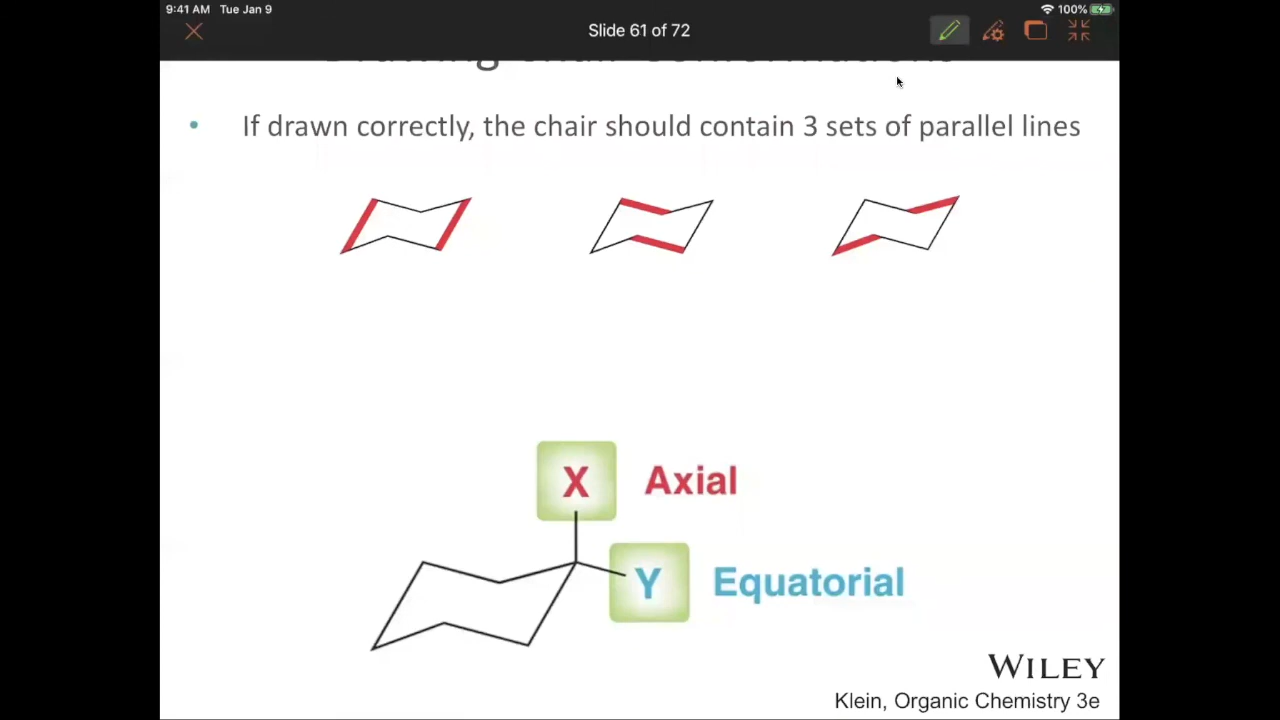 9:41 AM Tue Jan 9
100%
Slide 61 of 72
• If drawn correctly, the chair should contain 3 sets of parallel lines
X Axial
Y Equatorial
WILEY
Klein, Organic Chemistry 3e